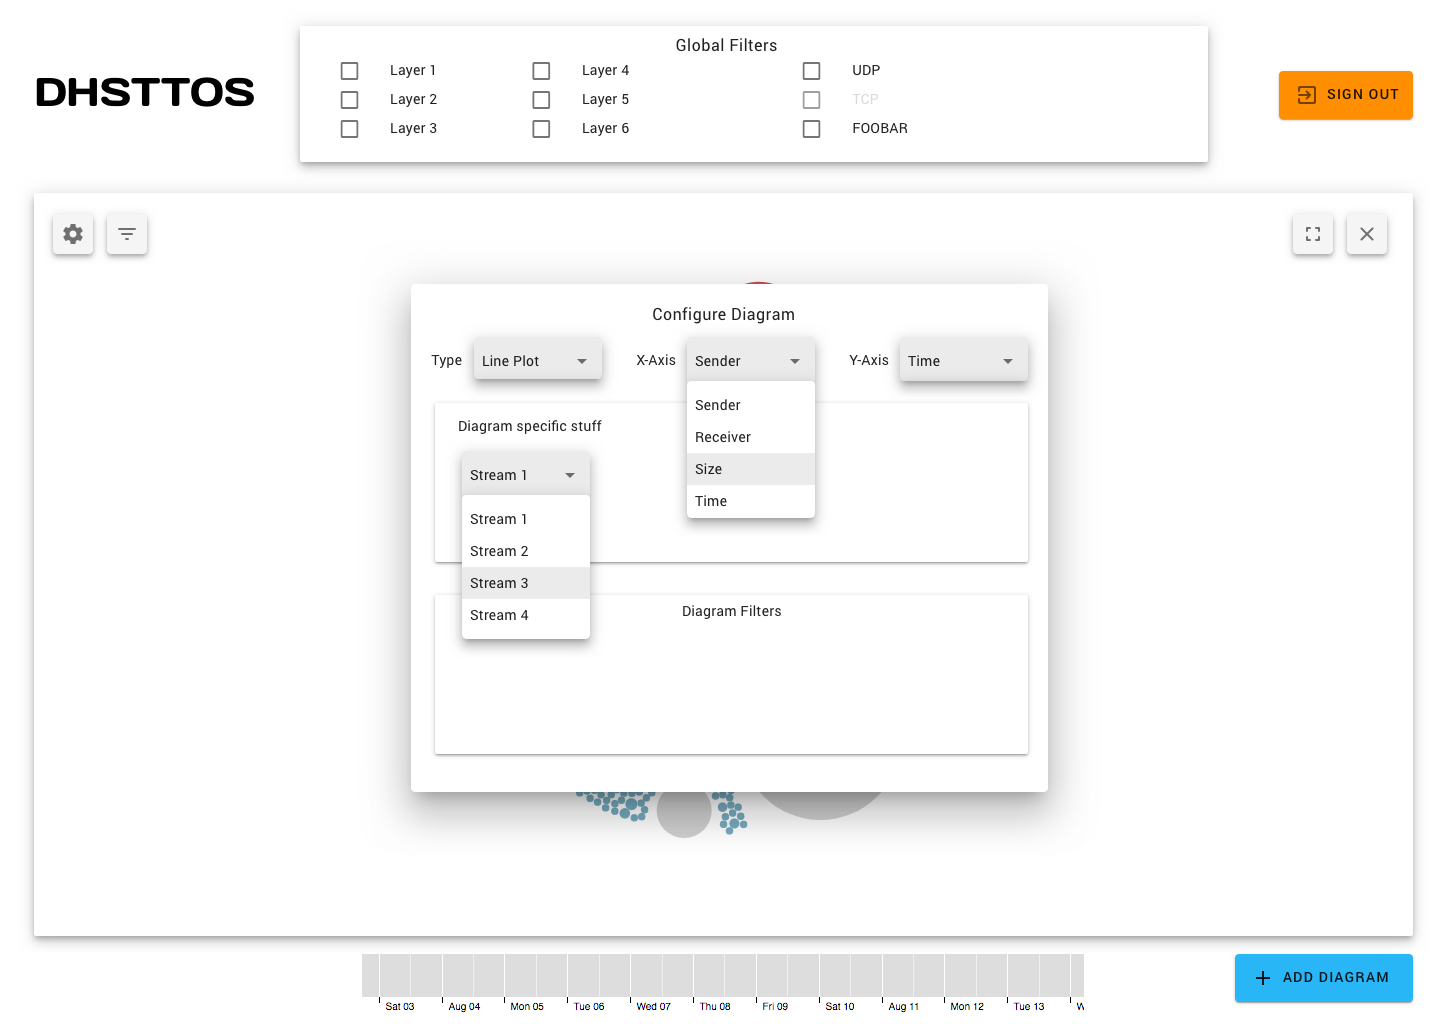 DHSTTOS
Global Filters
Layer 1
Layer 4
UDP
Layer 2
Layer 5
TCP
Layer 3
Layer 6
FOOBAR
SIGN OUT
Configure Diagram
Type
Line Plot
X-Axis
Sender
Y-Axis
Time
Sender
Receiver
Size
Time
Diagram specific stuff
Stream 1
Stream 1
Stream 2
Stream 3
Stream 4
Diagram Filters
Sat 03
Aug 04
Mon 05
Tue 06
Wed 07
Thu 08
Fri 09
Sat 10
Aug 11
Mon 12
Tue 13
ADD DIAGRAM